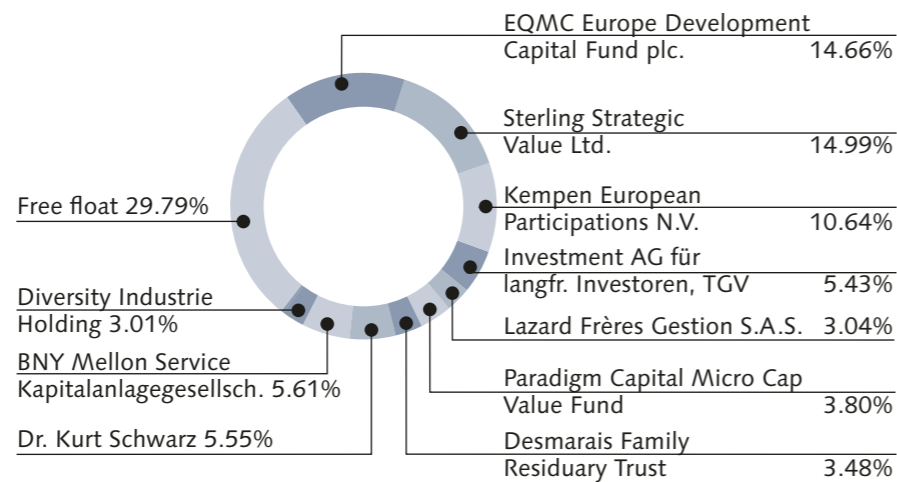 EQMC Europe Development
Capital Fund plc. 14.66%
Sterling Strategic
Value Ltd. 14.99%
Kempen European
Participations N.V. 10.64%
Investment AG für
langfr. Investoren, TGV 5.43%
Lazard Frères Gestion S.A.S. 3.04%
Paradigm Capital Micro Cap
Value Fund 3.80%
Desmarais Family
Residuary Trust 3.48%
Free float 29.79%
Diversity Industrie
Holding 3.01%
BNY Mellon Service
Kapitalanlagegesellsch. 5.61%
Dr. Kurt Schwarz 5.55%